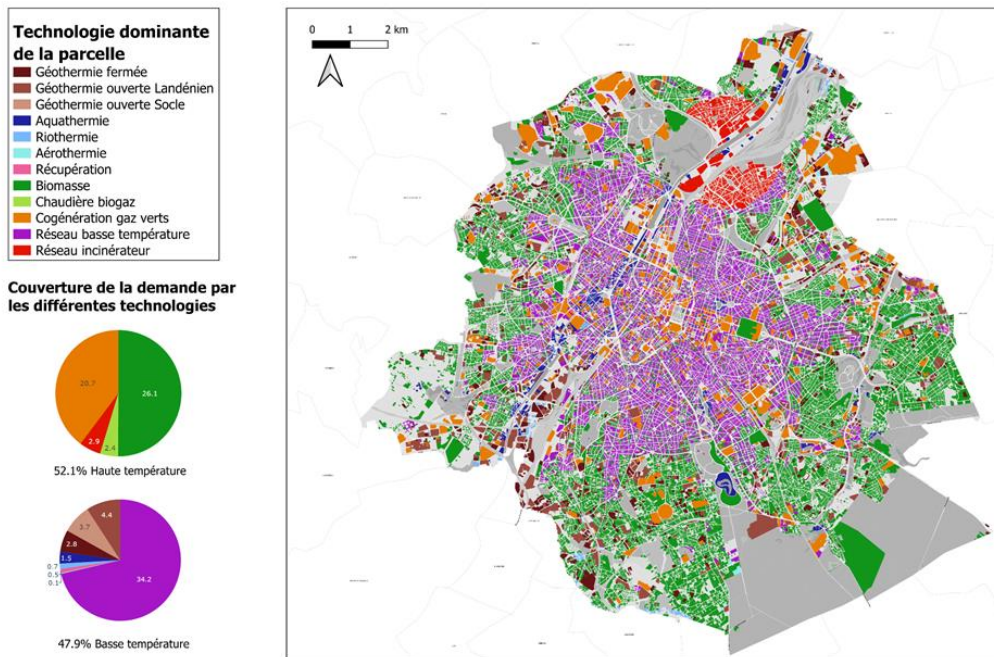 Technologie dominante
de la parcelle
Géothermie fermée
Géothermie ouverte Landénien
Géothermie ouverte Socle
Aquathermie
Riothermie
Aérothermie
Récupération
Biomasse
Chaudière biogaz
Cogénération gaz verts
Réseau basse température
Réseau incinérateur
Couverture de la demande par
les différentes technologies
20.7
26.1
2.9
2.4
52.1% Haute température
4.4
3.7
2.8
1.5
0.7
0.5
0.1
34.2
47.9% Basse température
0 1 2 km